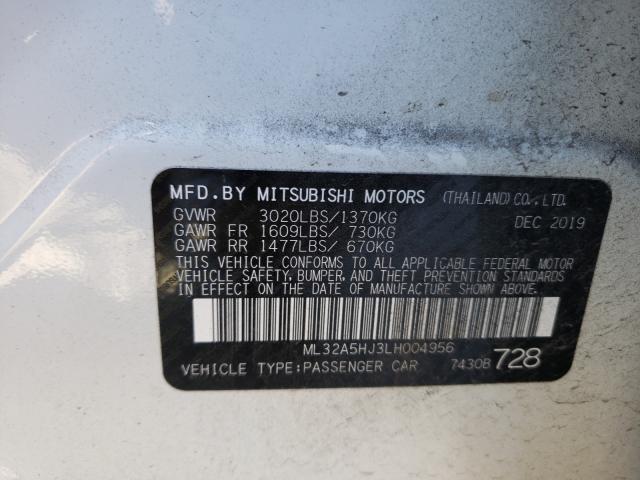 MFD.BY MITSUBISHI MOTORS (THAILAND)CO.,LTD.
GVWR 3020LBS/1370KG DEC 2019
GAWR FR 1609LBS/ 730KG
GAWR RR 1477LBS/ 670KG
THIS VEHICLE CONFORMS TO ALL APPLICABLE FEDERAL MOTOR
VEHICLE SAFETY, BUMPER, AND THEFT PREVENTION STANDARDS
IN EFFECT ON THE DATE OF MANUFACTURE SHOWN ABOVE.
ML32A5HJ3LH004956
VEHICLE TYPE:PASSENGER CAR 7430B 728